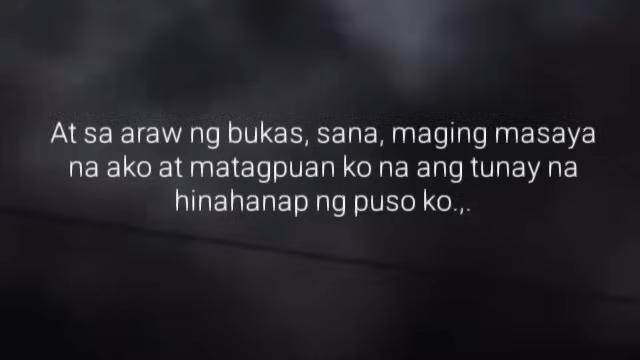 At sa araw ng bukas, sana, maging masaya
na ako at matagpuan ko na ang tunay na
hinahanap ng puso ko.,.